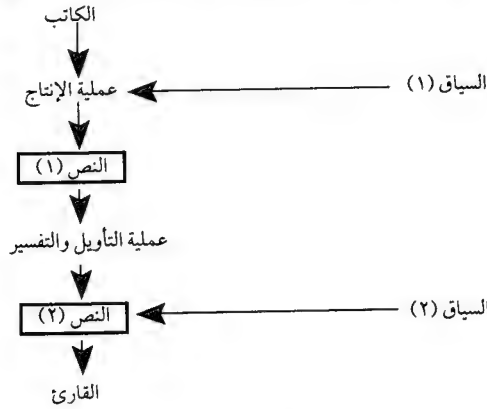 الكاتب
عملية الإنتاج
السياق (١)
النص (١)
عملية التأويل والتفسير
النص (٢)
السياق (٢)
القارئ